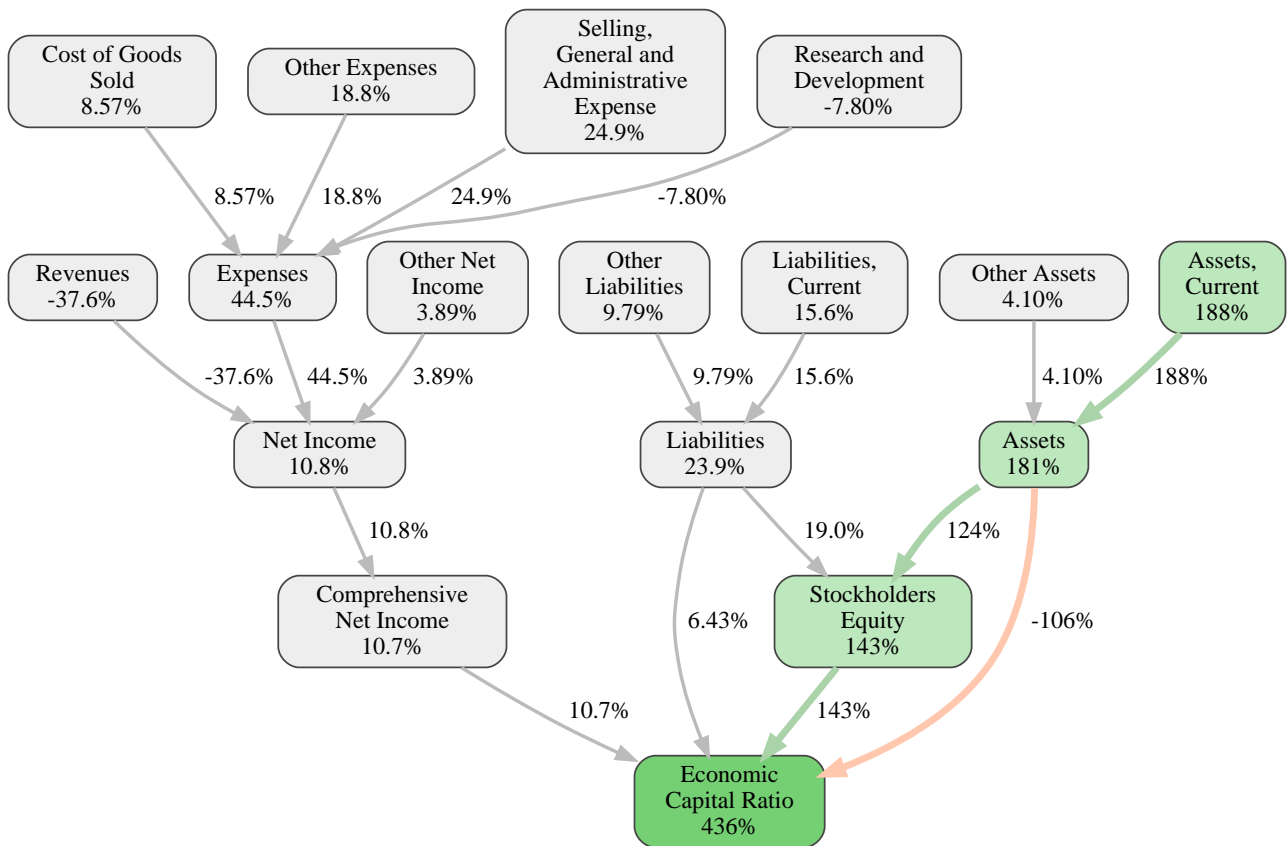 Cost of Goods
Sold
8.57%
Other Expenses
18.8%
Selling,
General and
Administrative
Expense
24.9%
Research and
Development
-7.80%
8.57%
18.8%
24.9%
-7.80%
Revenues
-37.6%
Expenses
44.5%
Other Net
Income
3.89%
Other
Liabilities
9.79%
Liabilities,
Current
15.6%
Other Assets
4.10%
Assets,
Current
188%
-37.6%
44.5%
3.89%
9.79%
15.6%
4.10%
188%
Net Income
10.8%
Liabilities
23.9%
Assets
181%
10.8%
19.0%
124%
Comprehensive
Net Income
10.7%
6.43%
Stockholders
Equity
143%
-106%
10.7%
143%
Economic
Capital Ratio
436%